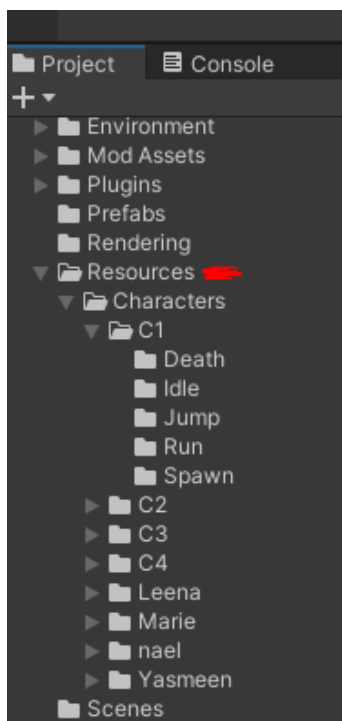 Project Console
Environment
Mod Assets
Plugins
Prefabs
Rendering
Resources
Characters
C1
Death
Idle
Jump
Run
Spawn
C2
C3
C4
Leena
Marie
nael
Yasmeen
Scenes